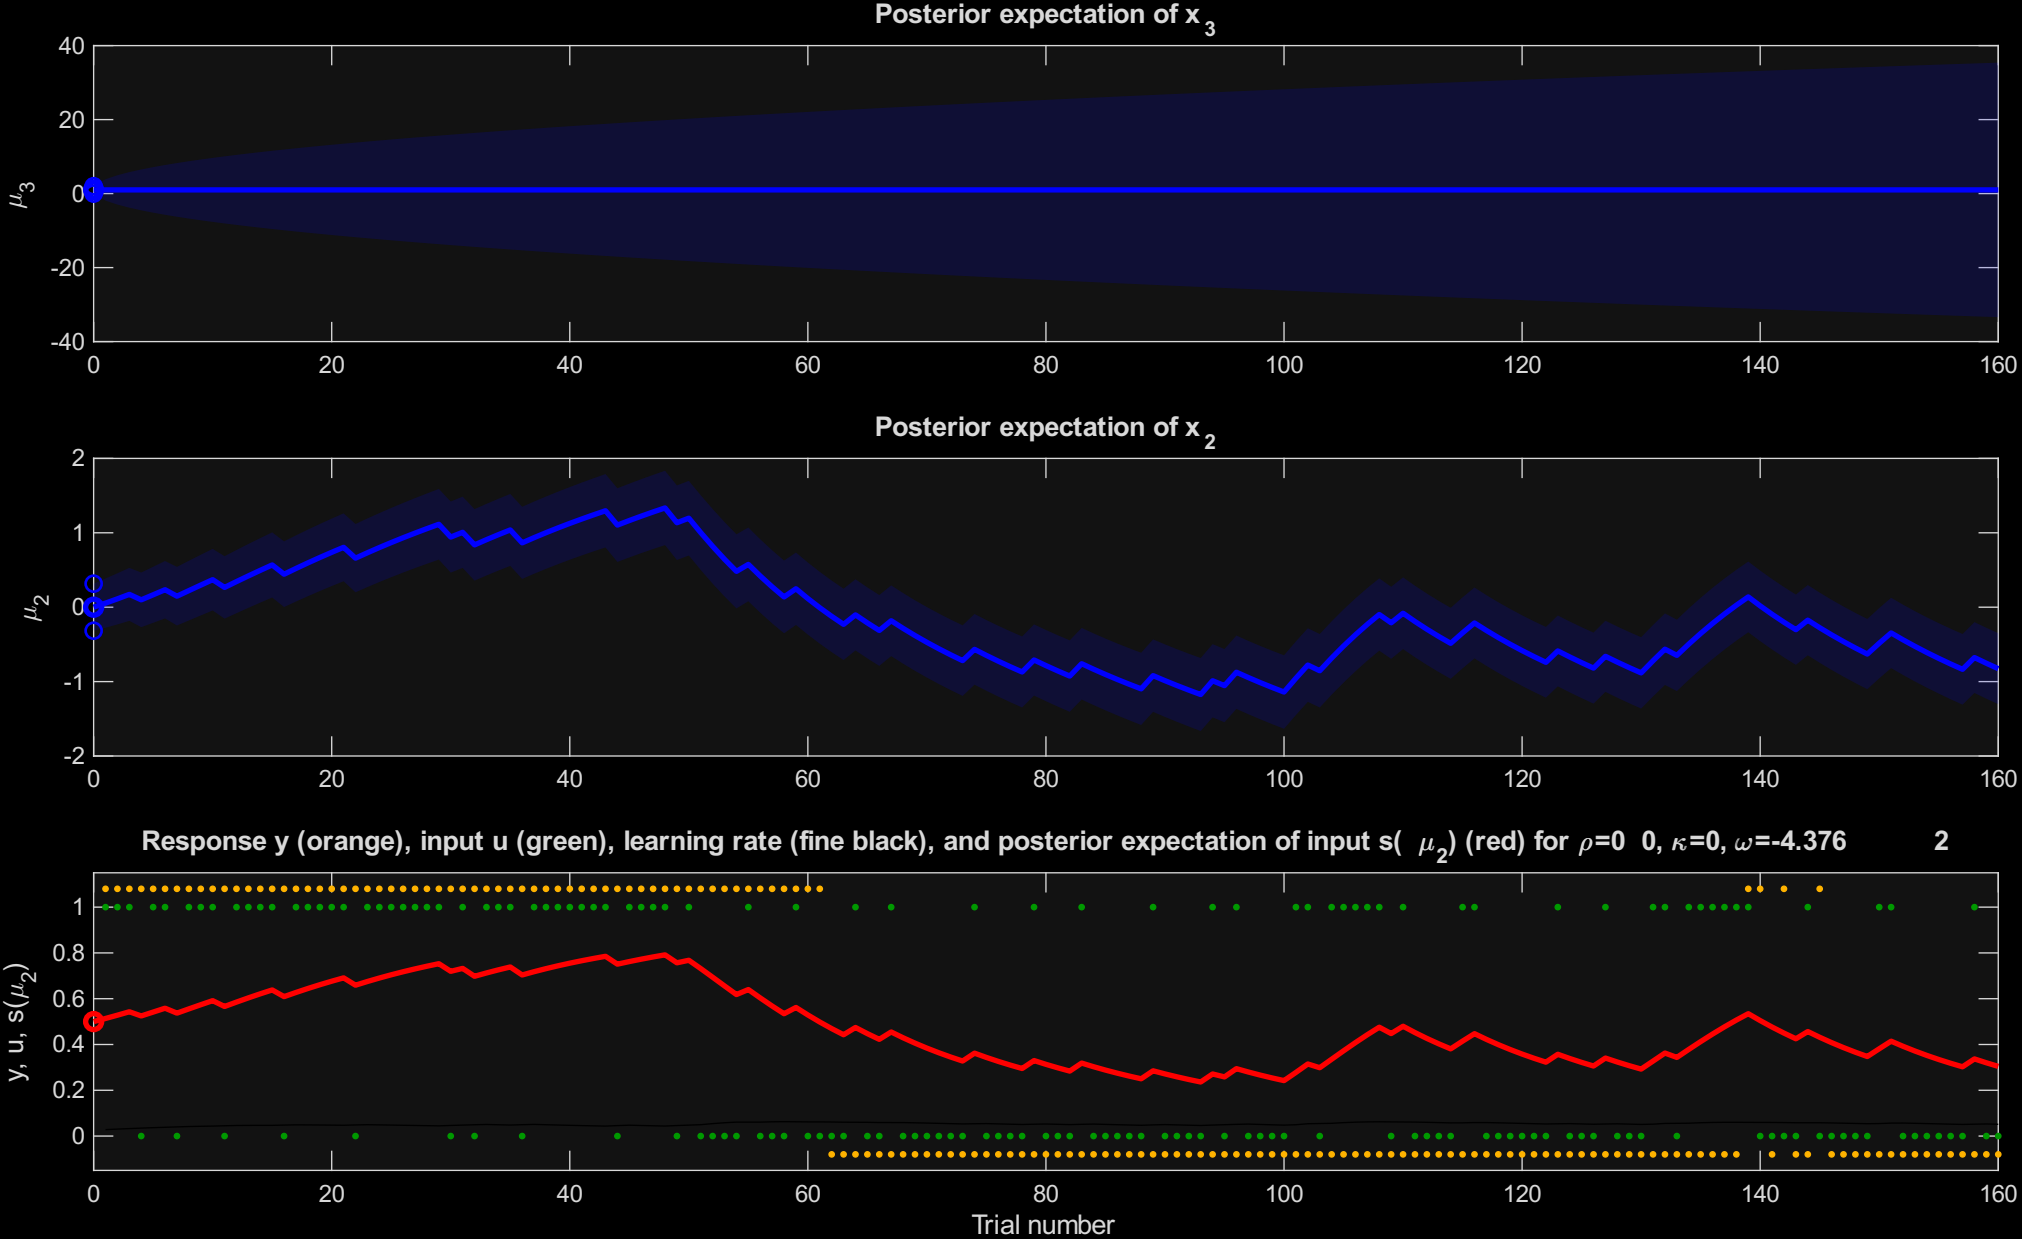 Posterior expectation of x3
40
20
0
-20
-40
μ3
0 20 40 60 80 100 120 140 160
Posterior expectation of x2
2
1
0
-1
-2
μ2
0 20 40 60 80 100 120 140 160
Response y (orange), input u (green), learning rate (fine black), and posterior expectation of input s( μ2) (red) for ρ=0 0, κ=0, ω=-4.376 2
1
0.8
0.6
0.4
0.2
0
y, u, s(μ2)
0 20 40 60 80 100 120 140 160
Trial number